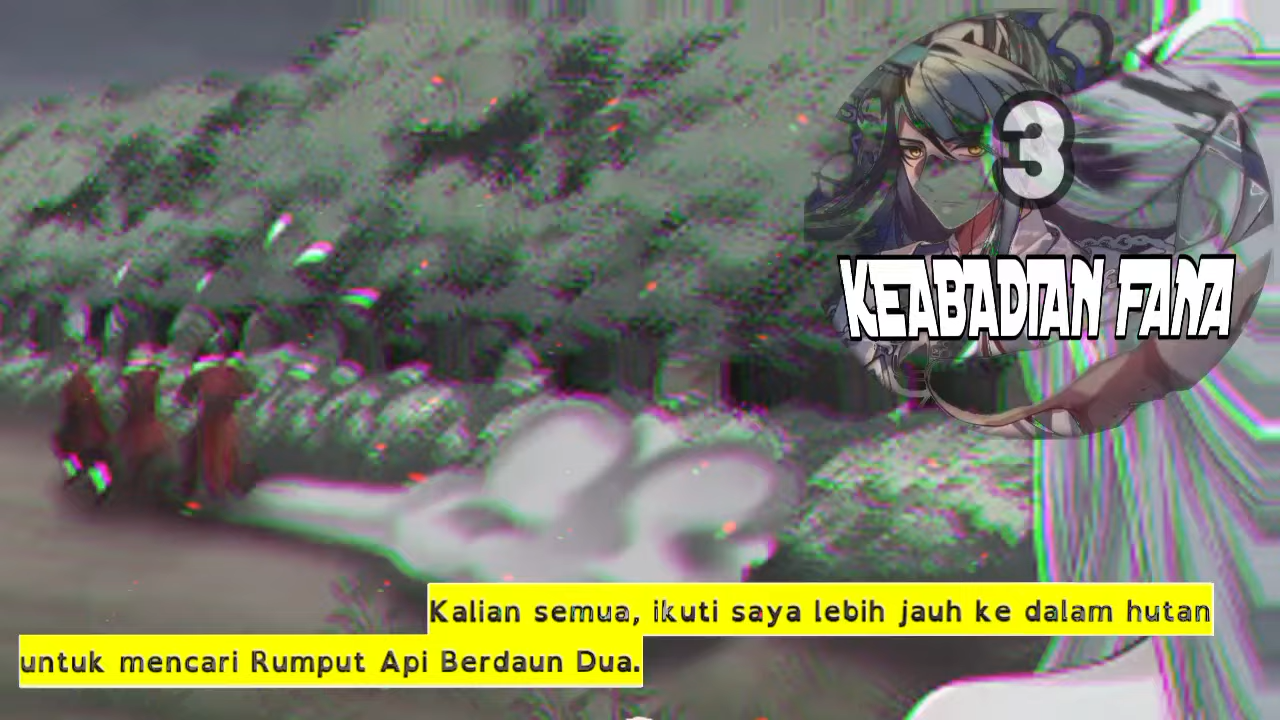 3
KEABADIAN FANA
Kalian semua, ikuti saya lebih jauh ke dalam hutan
untuk mencari Rumput Api Berdaun Dua.